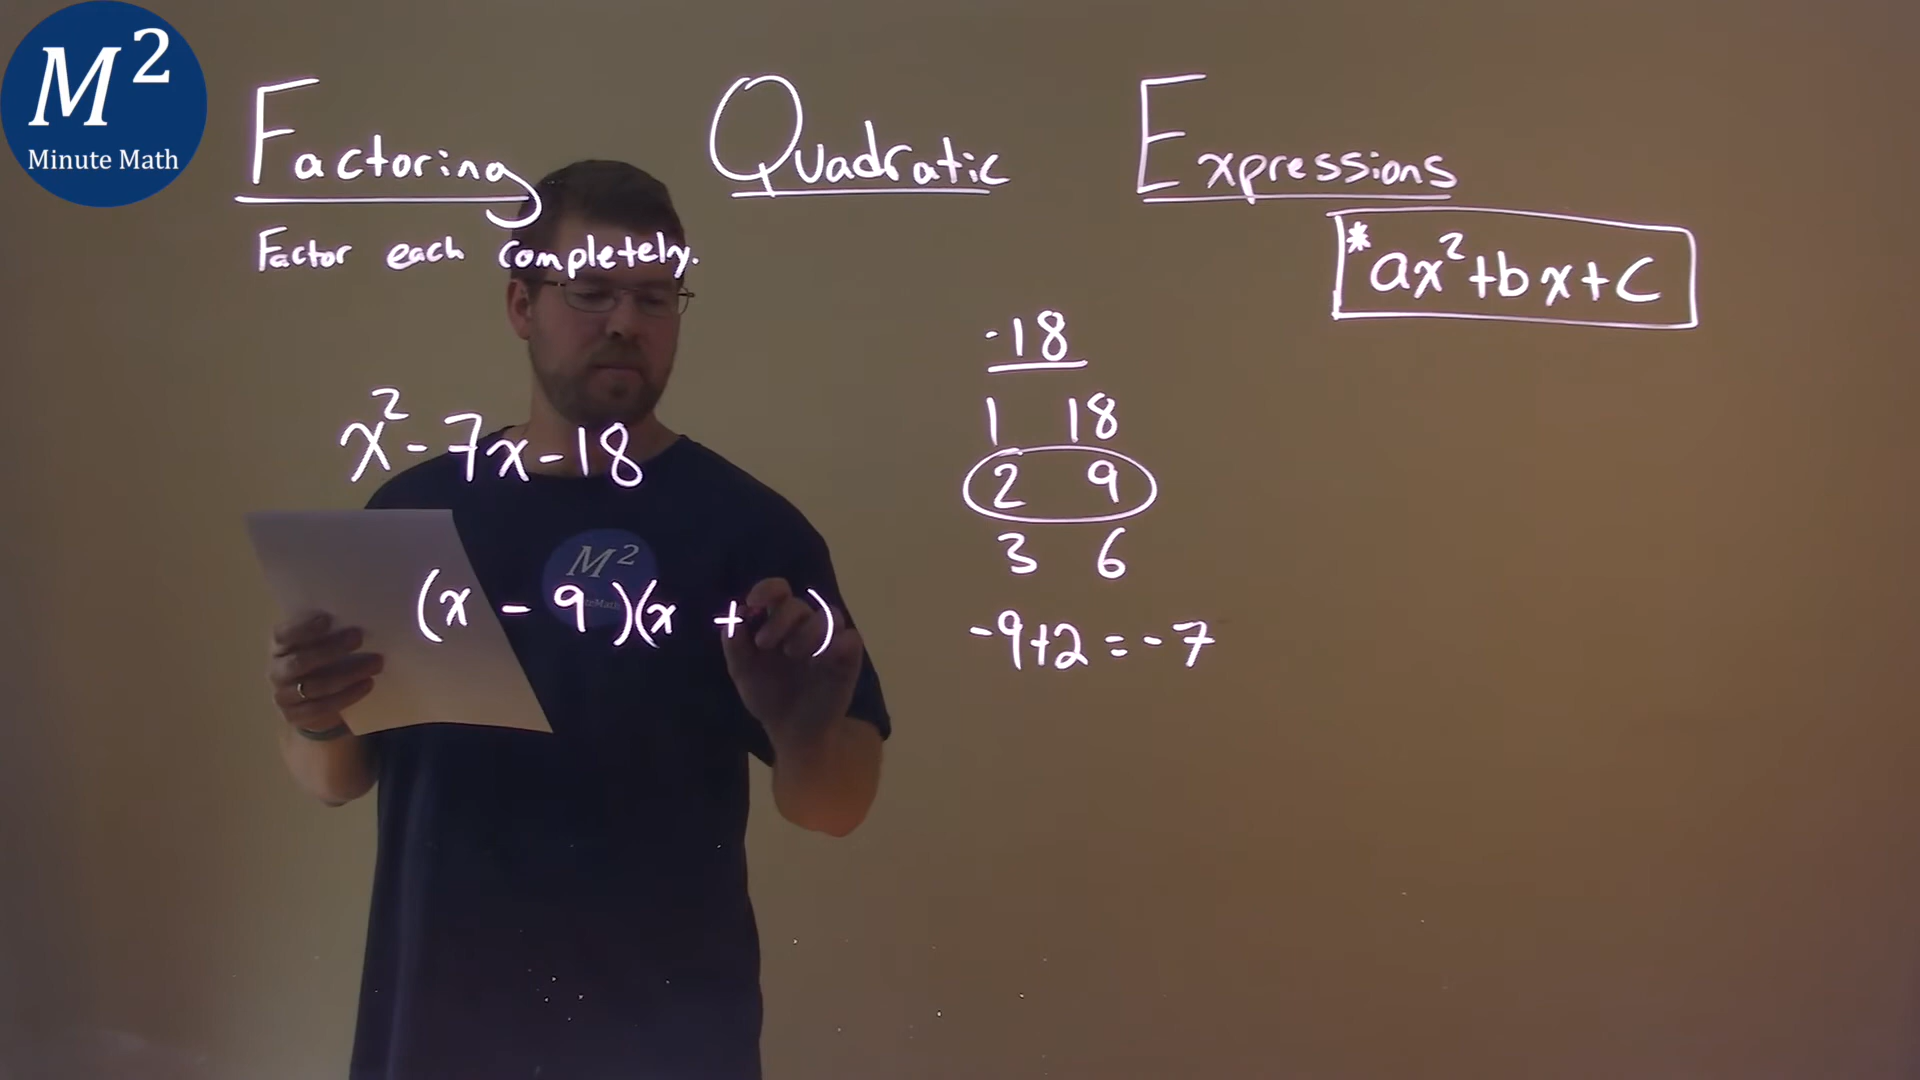 M²
Minute Math
Factoring Quadratic Expressions
Factor each completely.
*ax²+bx+c
-18
1 18
2 9
3 6
-9+2=-7
x²-7x-18
M²
(x - 9)(x + )